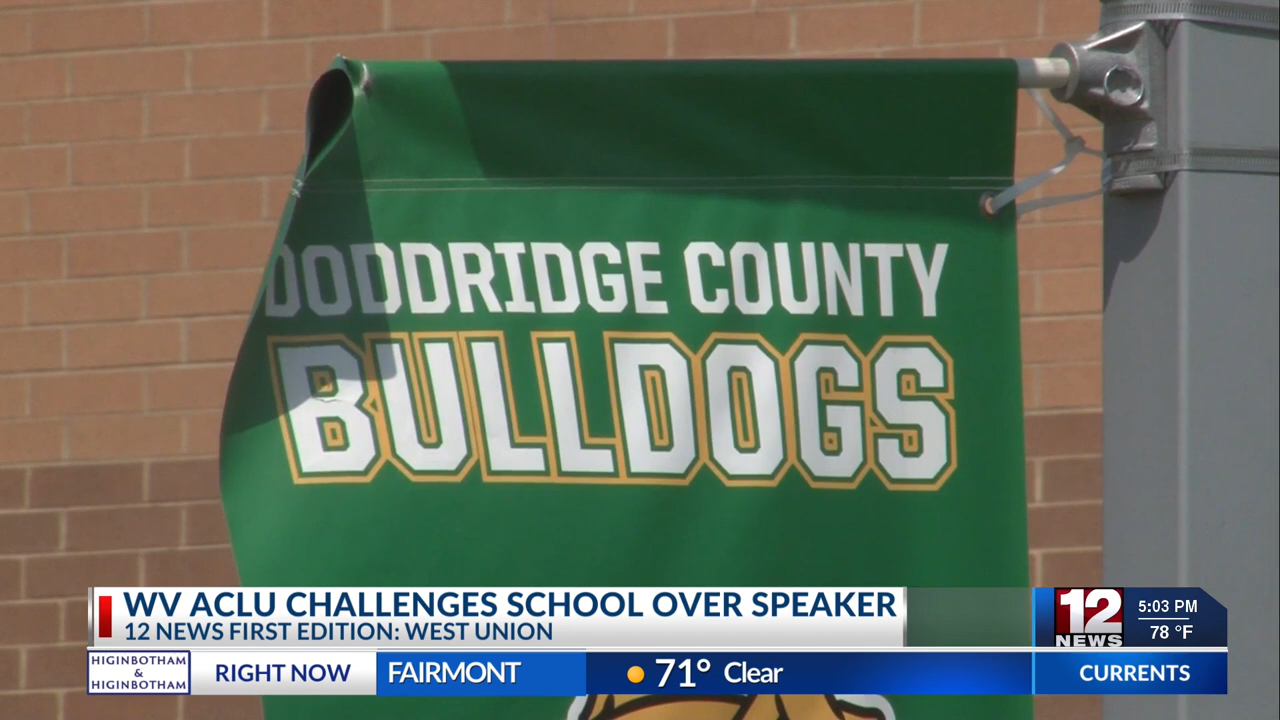 DODDRIDGE COUNTY
BULLDOGS
WV ACLU CHALLENGES SCHOOL OVER SPEAKER
12 NEWS FIRST EDITION: WEST UNION
12
NEWS
5:03 PM
78 °F
HIGINBOTHAM
&
HIGINBOTHAM
RIGHT NOW
FAIRMONT
71° Clear
CURRENTS